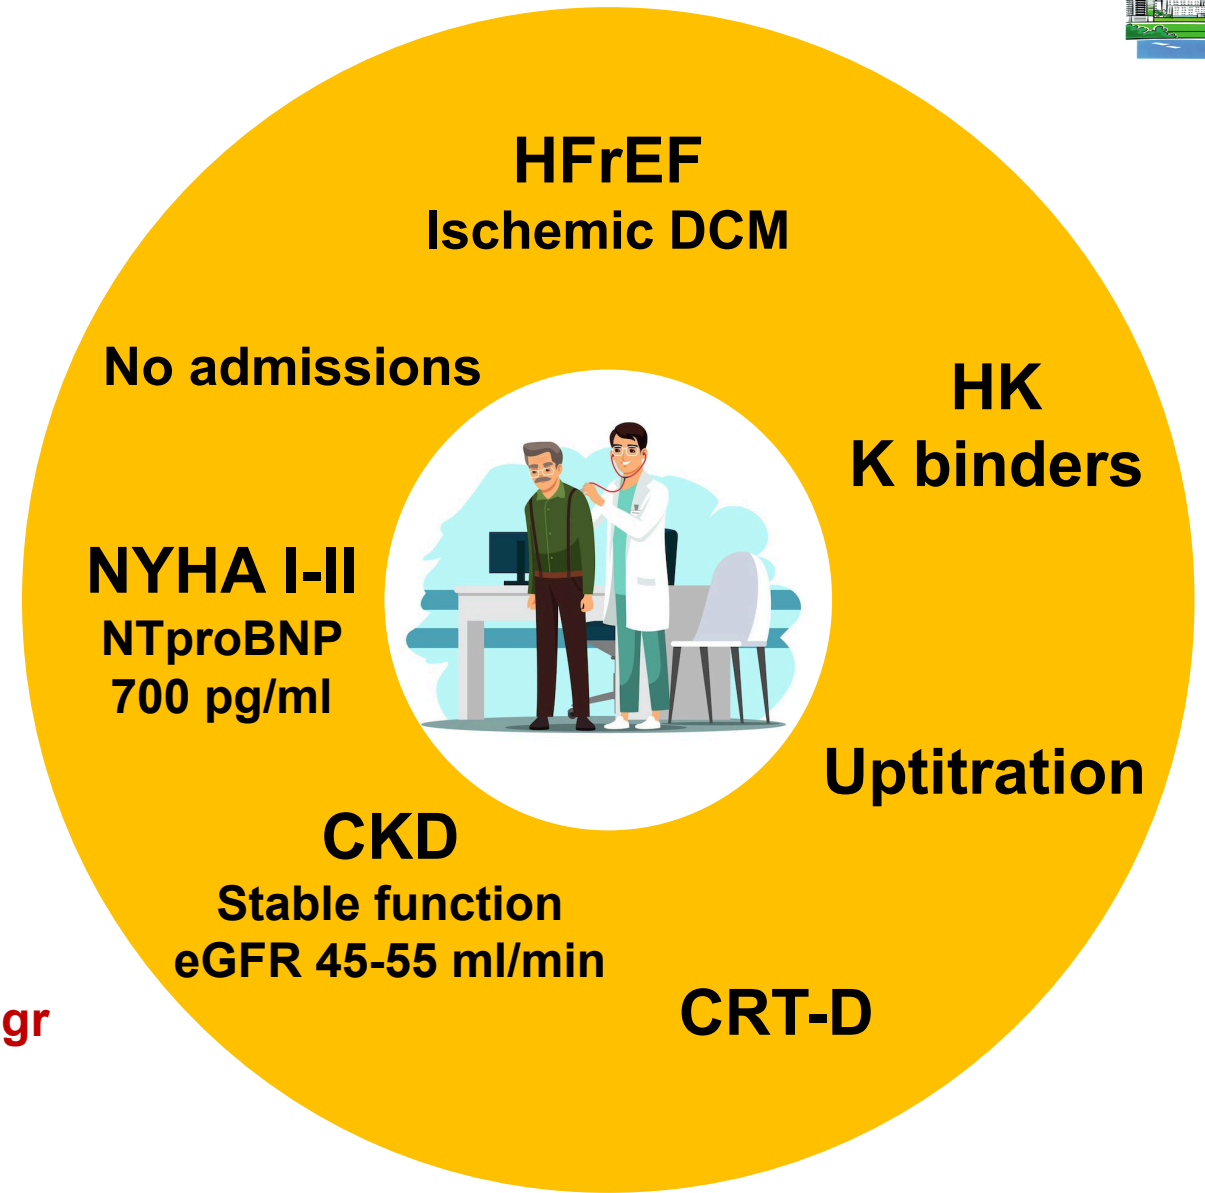 HFrEF
Ischemic DCM
No admissions
HK
K binders
NYHA I-II
NTproBNP
700 pg/ml
Uptitration
CKD
Stable function
eGFR 45-55 ml/min
CRT-D
gr